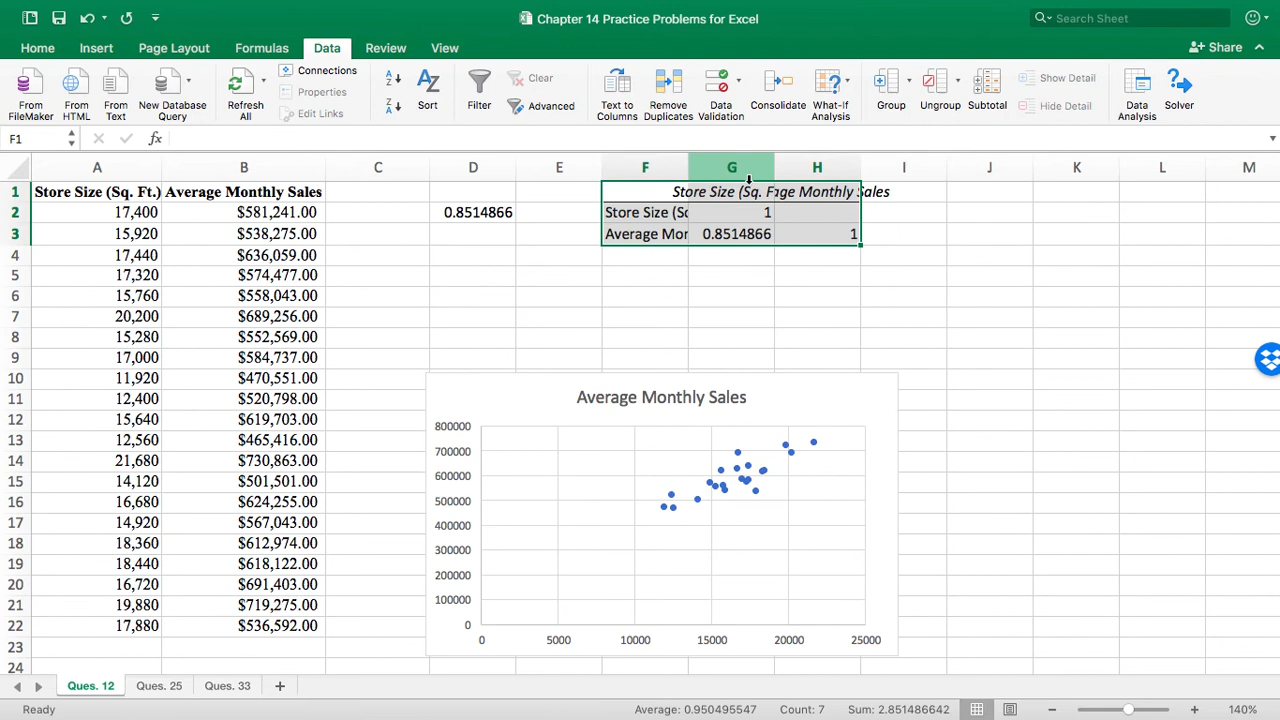 Chapter 14 Practice Problems for Excel
Search Sheet
Home Insert Page Layout Formulas Data Review View
Share
From FileMaker
From HTML
From Text
New Database Query
Refresh All
Connections
Properties
Edit Links
Sort
Filter
Clear
Advanced
Text to Columns
Remove Duplicates
Data Validation
Consolidate
What-If Analysis
Group
Ungroup
Subtotal
Show Detail
Hide Detail
Data Analysis
Solver
F1
fx
A B C D E F G H I J K L M
1 Store Size (Sq. Ft.) Average Monthly Sales Store Size (Sq. F ge Monthly Sales
2 17,400 $581,241.00 0.8514866 Store Size (Sc 1
3 15,920 $538,275.00 Average Mor 0.8514866 1
4 17,440 $636,059.00
5 17,320 $574,477.00
6 15,760 $558,043.00
7 20,200 $689,256.00
8 15,280 $552,569.00
9 17,000 $584,737.00
10 11,920 $470,551.00
11 12,400 $520,798.00
12 15,640 $619,703.00
13 12,560 $465,416.00
14 21,680 $730,863.00
15 14,120 $501,501.00
16 16,680 $624,255.00
17 14,920 $567,043.00
18 18,360 $612,974.00
19 18,440 $618,122.00
20 16,720 $691,403.00
21 19,880 $719,275.00
22 17,880 $536,592.00
23
24
Average Monthly Sales
800000
700000
600000
500000
400000
300000
200000
100000
0
0 5000 10000 15000 20000 25000
Ques. 12 Ques. 25 Ques. 33 +
Ready Average: 0.950495547 Count: 7 Sum: 2.851486642 140%